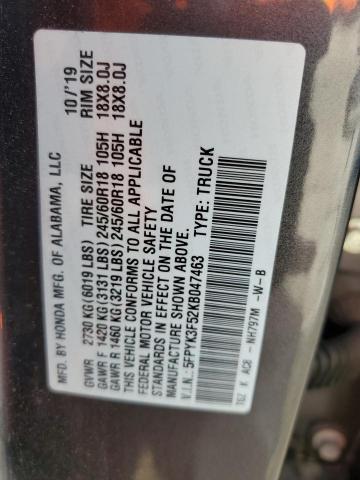 MFD. BY HONDA MFG. OF ALABAMA, LLC 10/'19
GVWR 2730 KG(6019 LBS) TIRE SIZE RIM SIZE
GAWR F 1420 KG(3131 LBS) 245/60R18 105H 18X8.0J
GAWR R 1460 KG(3219 LBS) 245/60R18 105H 18X8.0J
THIS VEHICLE CONFORMS TO ALL APPLICABLE
FEDERAL MOTOR VEHICLE SAFETY
STANDARDS IN EFFECT ON THE DATE OF
MANUFACTURE SHOWN ABOVE.
V.I.N.: 5FPYK3F52KB047463 TYPE: TRUCK
T6Z K ACE - NH797M -W-B